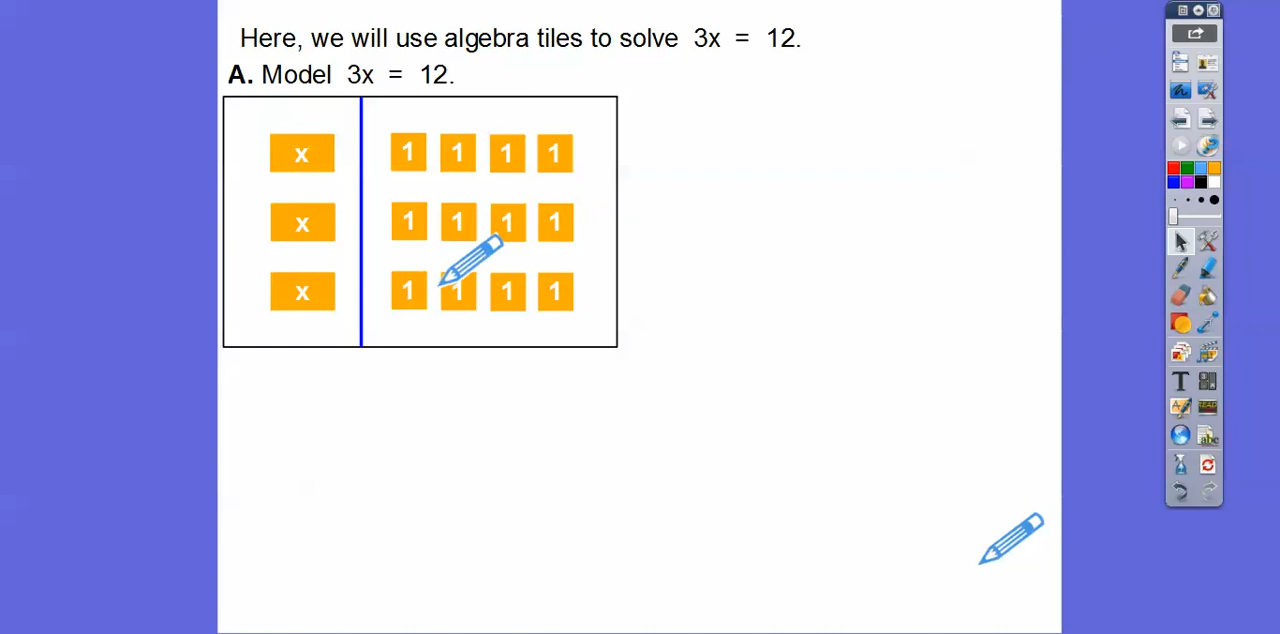 Here, we will use algebra tiles to solve 3x = 12.
A. Model 3x = 12.
x 1 1 1 1
x 1 1 1 1
x 1 1 1 1